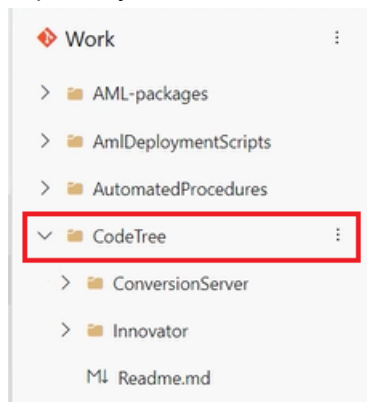 Work
AML-packages
AmlDeploymentScripts
AutomatedProcedures
CodeTree
ConversionServer
Innovator
M↓ Readme.md